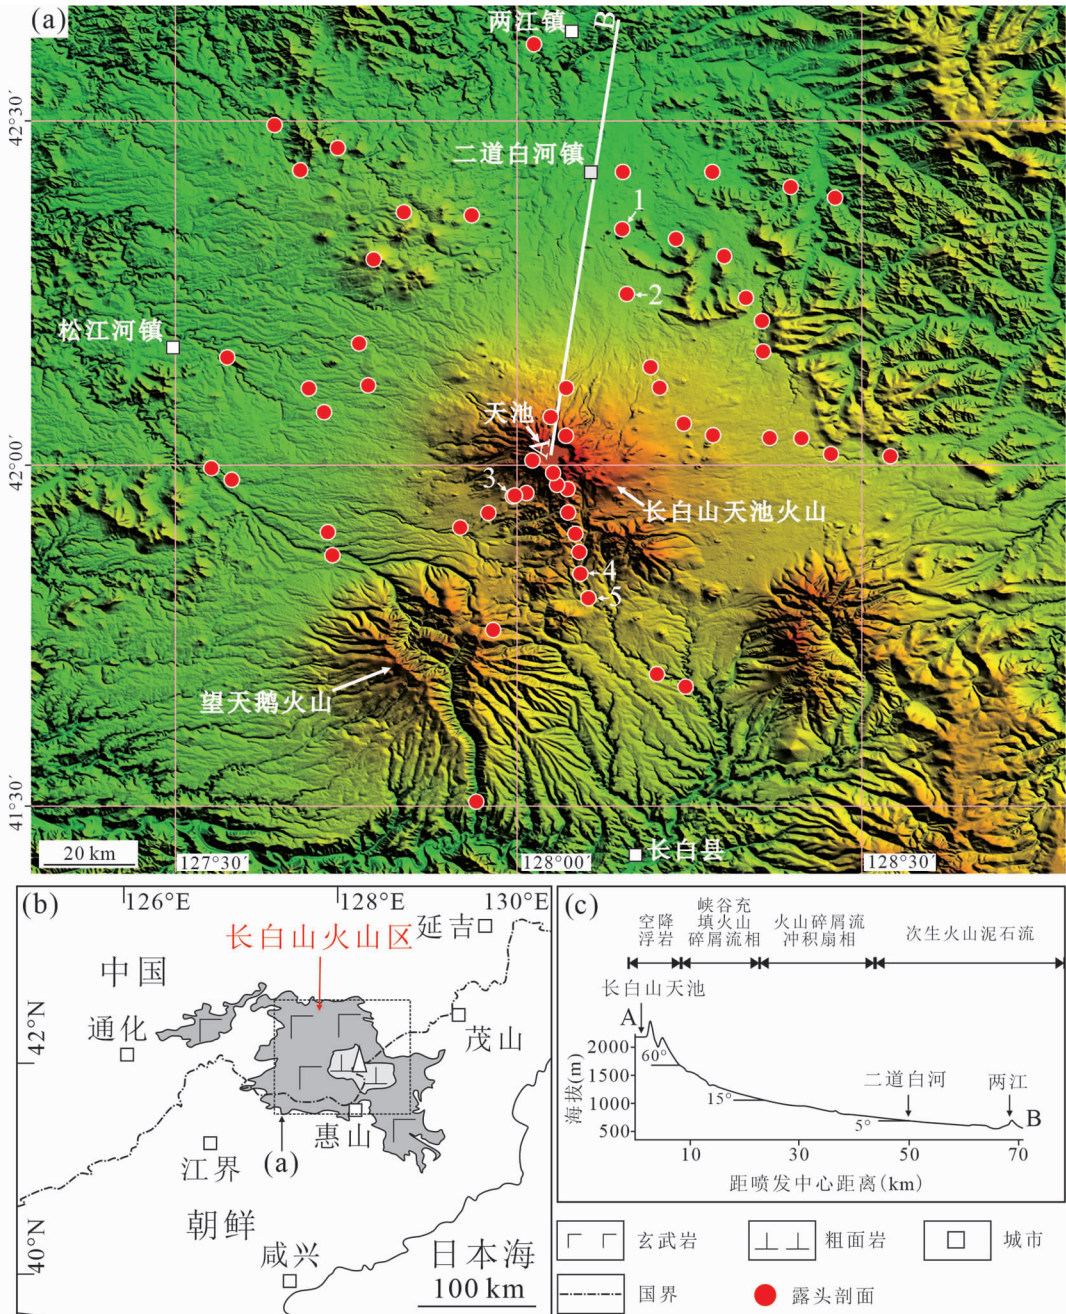 (a)
两江镇
B
42°30′
二道白河镇
1
2
松江河镇
天池
A
42°00′
3
长白山天池火山
4
5
望天鹅火山
41°30′
20 km
127°30′
128°00′
长白县
128°30′
(b)
126°E
128°E
130°E
延吉
长白山火山区
中国
42°N
通化
茂山
惠山
(a)
江界
朝鲜
40°N
咸兴
日本海
100 km
(c)
空降
浮岩
峡谷充
填火山
碎屑流相
火山碎屑流
冲积扇相
次生火山泥石流
长白山天池
A
2000
60°
1500
海拔(m)
15°
1000
二道白河
两江
5°
B
500
10
30
50
70
距喷发中心距离(km)
玄武岩
粗面岩
城市
国界
露头剖面